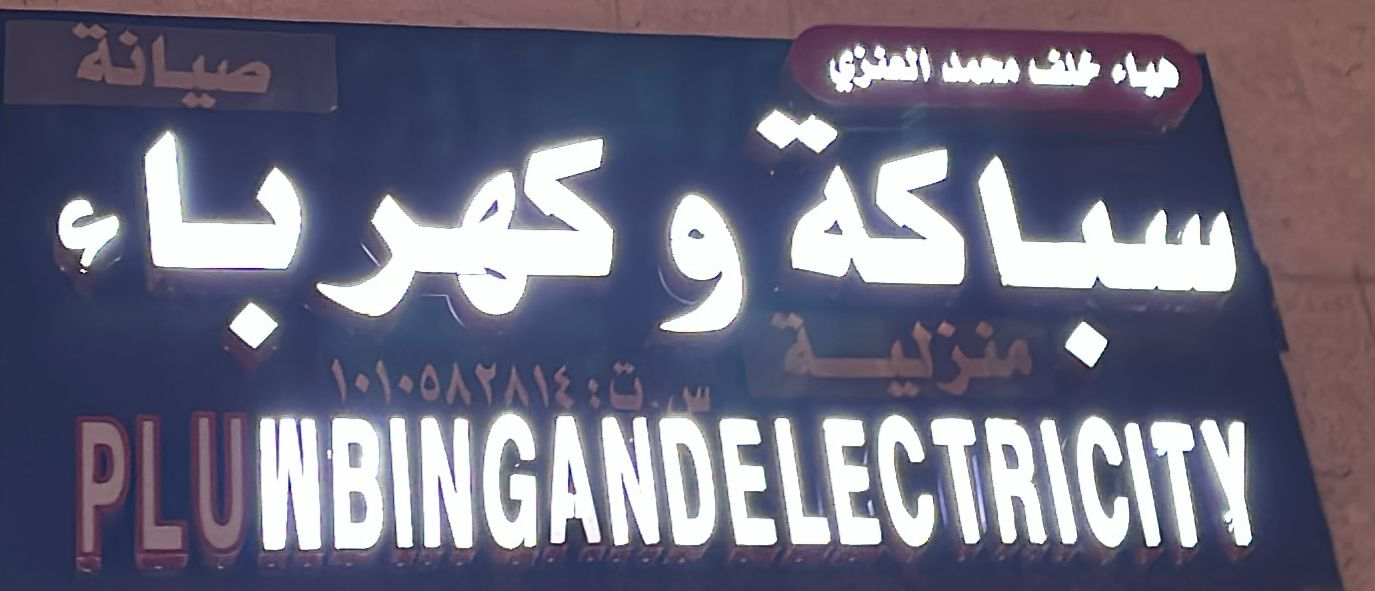 هياء خلف محمد العنزي
صيانة
سباكة وكهرباء
منزلية
س.ت: ١٠١٠٥٨٢٨١٤
PLUWBINGANDELECTRICITY